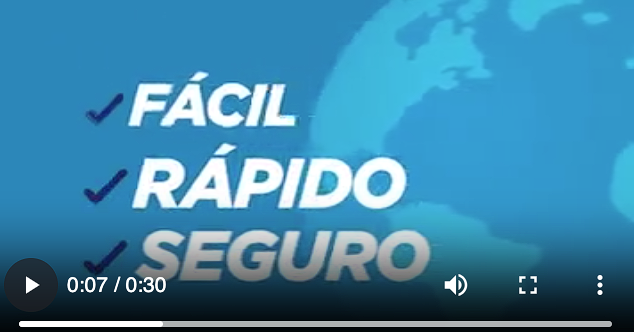 FÁCIL
RÁPIDO
SEGURO
0:07 / 0:30